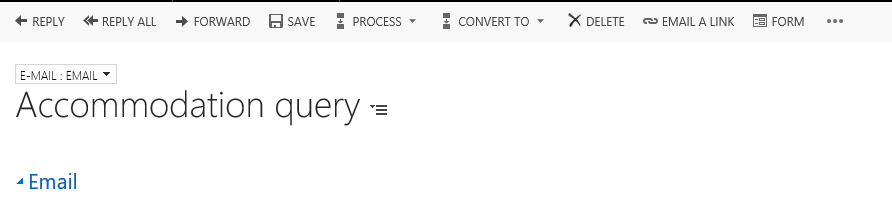 REPLY REPLY ALL FORWARD SAVE PROCESS CONVERT TO DELETE EMAIL A LINK FORM
E-MAIL : EMAIL
Accommodation query
Email